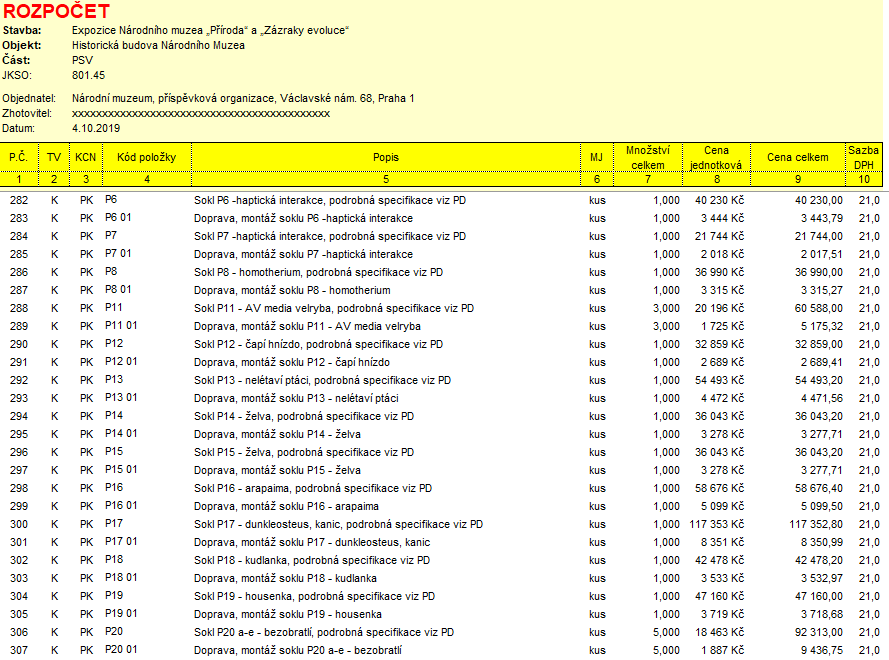 ROZPOČET
Stavba: Expozice Národního muzea „Příroda“ a „Zázraky evoluce“
Objekt: Historická budova Národního Muzea
Část: PSV
JKSO: 801.45
Objednatel: Národní muzeum, příspěvková organizace, Václavské nám. 68, Praha 1
Zhotovitel: xxxxxxxxxxxxxxxxxxxxxxxxxxxxxxxxxxxxxxxxxxx
Datum: 4.10.2019
P.Č. TV KCN Kód položky Popis MJ Množství celkem Cena jednotková Cena celkem Sazba DPH
1 2 3 4 5 6 7 8 9 10
282 K PK P6 Sokl P6 -haptická interakce, podrobná specifikace viz PD kus 1,000 40 230 Kč 40 230,00 21,0
283 K PK P6 01 Doprava, montáž soklu P6 -haptická interakce kus 1,000 3 444 Kč 3 443,79 21,0
284 K PK P7 Sokl P7 -haptická interakce, podrobná specifikace viz PD kus 1,000 21 744 Kč 21 744,00 21,0
285 K PK P7 01 Doprava, montáž soklu P7 -haptická interakce kus 1,000 2 018 Kč 2 017,51 21,0
286 K PK P8 Sokl P8 - homotherium, podrobná specifikace viz PD kus 1,000 36 990 Kč 36 990,00 21,0
287 K PK P8 01 Doprava, montáž soklu P8 - homotherium kus 1,000 3 315 Kč 3 315,27 21,0
288 K PK P11 Sokl P11 - AV media velryba, podrobná specifikace viz PD kus 3,000 20 196 Kč 60 588,00 21,0
289 K PK P11 01 Doprava, montáž soklu P11 - AV media velryba kus 3,000 1 725 Kč 5 175,32 21,0
290 K PK P12 Sokl P12 - čapí hnízdo, podrobná specifikace viz PD kus 1,000 32 859 Kč 32 859,00 21,0
291 K PK P12 01 Doprava, montáž soklu P12 - čapí hnízdo kus 1,000 2 689 Kč 2 689,41 21,0
292 K PK P13 Sokl P13 - nelétaví ptáci, podrobná specifikace viz PD kus 1,000 54 493 Kč 54 493,20 21,0
293 K PK P13 01 Doprava, montáž soklu P13 - nelétaví ptáci kus 1,000 4 472 Kč 4 471,56 21,0
294 K PK P14 Sokl P14 - želva, podrobná specifikace viz PD kus 1,000 36 043 Kč 36 043,20 21,0
295 K PK P14 01 Doprava, montáž soklu P14 - želva kus 1,000 3 278 Kč 3 277,71 21,0
296 K PK P15 Sokl P15 - želva, podrobná specifikace viz PD kus 1,000 36 043 Kč 36 043,20 21,0
297 K PK P15 01 Doprava, montáž soklu P15 - želva kus 1,000 3 278 Kč 3 277,71 21,0
298 K PK P16 Sokl P16 - arapaima, podrobná specifikace viz PD kus 1,000 58 676 Kč 58 676,40 21,0
299 K PK P16 01 Doprava, montáž soklu P16 - arapaima kus 1,000 5 099 Kč 5 099,50 21,0
300 K PK P17 Sokl P17 - dunkleosteus, kanic, podrobná specifikace viz PD kus 1,000 117 353 Kč 117 352,80 21,0
301 K PK P17 01 Doprava, montáž soklu P17 - dunkleosteus, kanic kus 1,000 8 351 Kč 8 350,99 21,0
302 K PK P18 Sokl P18 - kudlanka, podrobná specifikace viz PD kus 1,000 42 478 Kč 42 478,20 21,0
303 K PK P18 01 Doprava, montáž soklu P18 - kudlanka kus 1,000 3 533 Kč 3 532,97 21,0
304 K PK P19 Sokl P19 - housenka, podrobná specifikace viz PD kus 1,000 47 160 Kč 47 160,00 21,0
305 K PK P19 01 Doprava, montáž soklu P19 - housenka kus 1,000 3 719 Kč 3 718,68 21,0
306 K PK P20 Sokl P20 a-e - bezobratlí, podrobná specifikace viz PD kus 5,000 18 463 Kč 92 313,00 21,0
307 K PK P20 01 Doprava, montáž soklu P20 a-e - bezobratlí kus 5,000 1 887 Kč 9 436,75 21,0